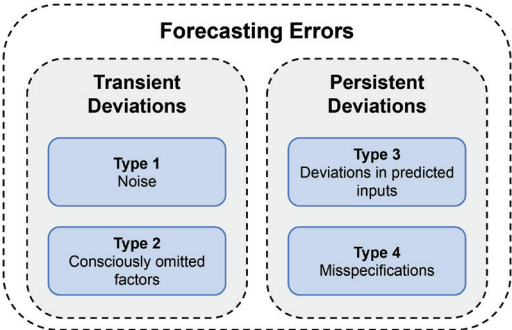 Forecasting Errors
Transient
Deviations
Type 1
Noise
Type 2
Consciously omitted
factors
Persistent
Deviations
Type 3
Deviations in predicted
inputs
Type 4
Misspecifications